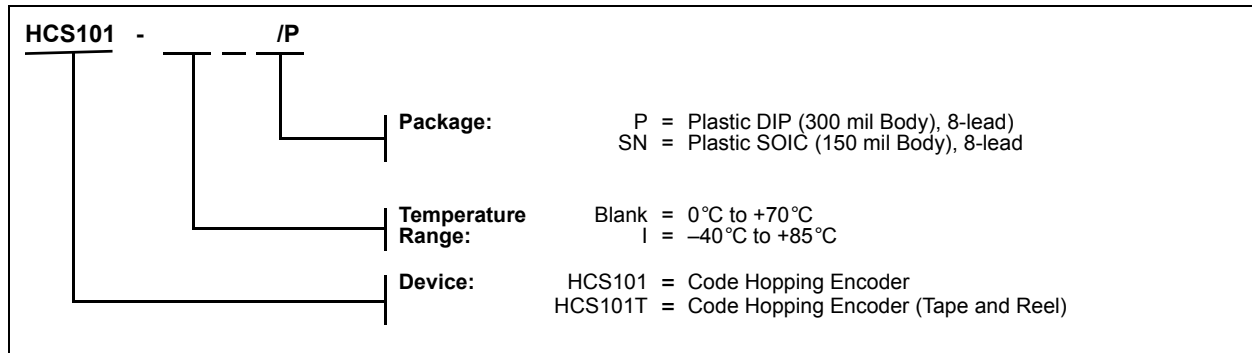 HCS101 - /P
Package: P = Plastic DIP (300 mil Body), 8-lead)
SN = Plastic SOIC (150 mil Body), 8-lead
Temperature Blank = 0°C to +70°C
Range: I = –40°C to +85°C
Device: HCS101 = Code Hopping Encoder
HCS101T = Code Hopping Encoder (Tape and Reel)